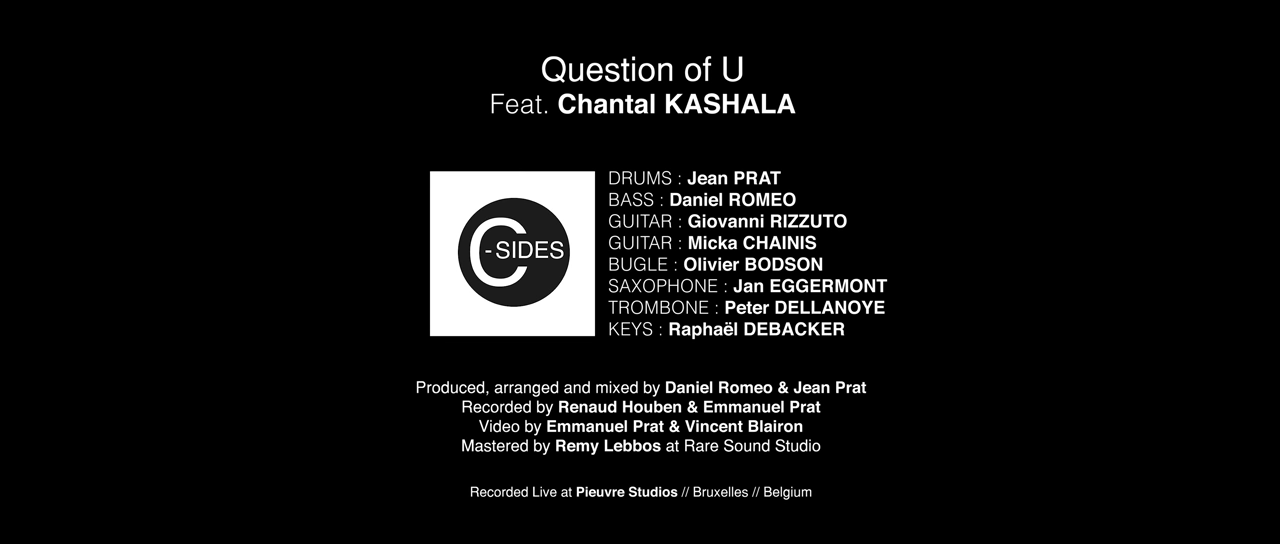 Question of U
Feat. Chantal KASHALA
C-SIDES
DRUMS : Jean PRAT
BASS : Daniel ROMEO
GUITAR : Giovanni RIZZUTO
GUITAR : Micka CHAINIS
BUGLE : Olivier BODSON
SAXOPHONE : Jan EGGERMONT
TROMBONE : Peter DELLANOYE
KEYS : Raphaël DEBACKER
Produced, arranged and mixed by Daniel Romeo & Jean Prat
Recorded by Renaud Houben & Emmanuel Prat
Video by Emmanuel Prat & Vincent Blairon
Mastered by Remy Lebbos at Rare Sound Studio
Recorded Live at Pieuvre Studios // Bruxelles // Belgium